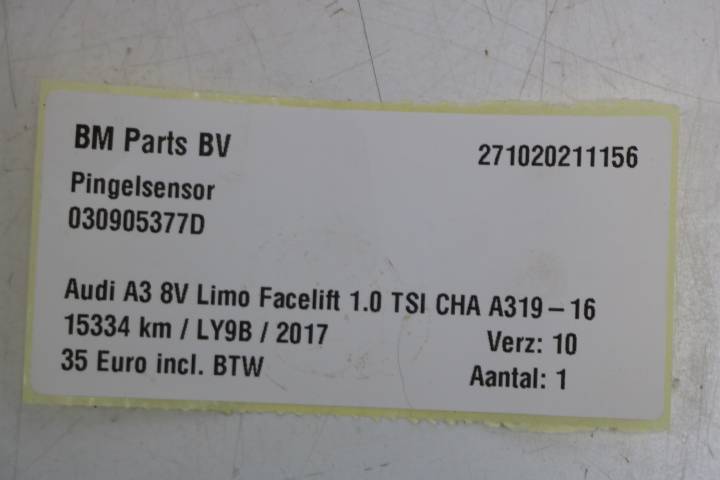 BM Parts BV
271020211156
Pingelsensor
030905377D
Audi A3 8V Limo Facelift 1.0 TSI CHA A319-16
15334 km / LY9B / 2017
Verz: 10
35 Euro incl. BTW
Aantal: 1